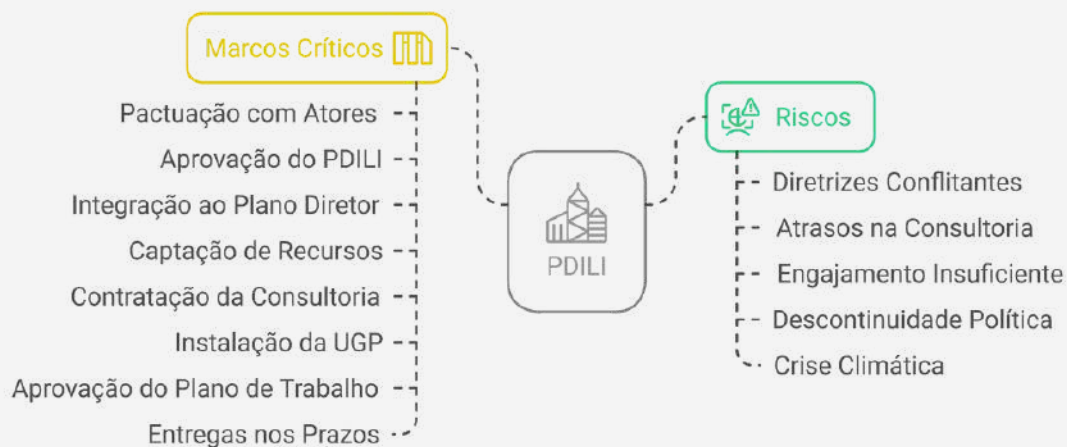 Marcos Críticos
Pactuação com Atores
Aprovação do PDILI
Integração ao Plano Diretor
Captação de Recursos
Contratação da Consultoria
Instalação da UGP
Aprovação do Plano de Trabalho
Entregas nos Prazos
PDILI
Riscos
Diretrizes Conflitantes
Atrasos na Consultoria
Engajamento Insuficiente
Descontinuidade Política
Crise Climática